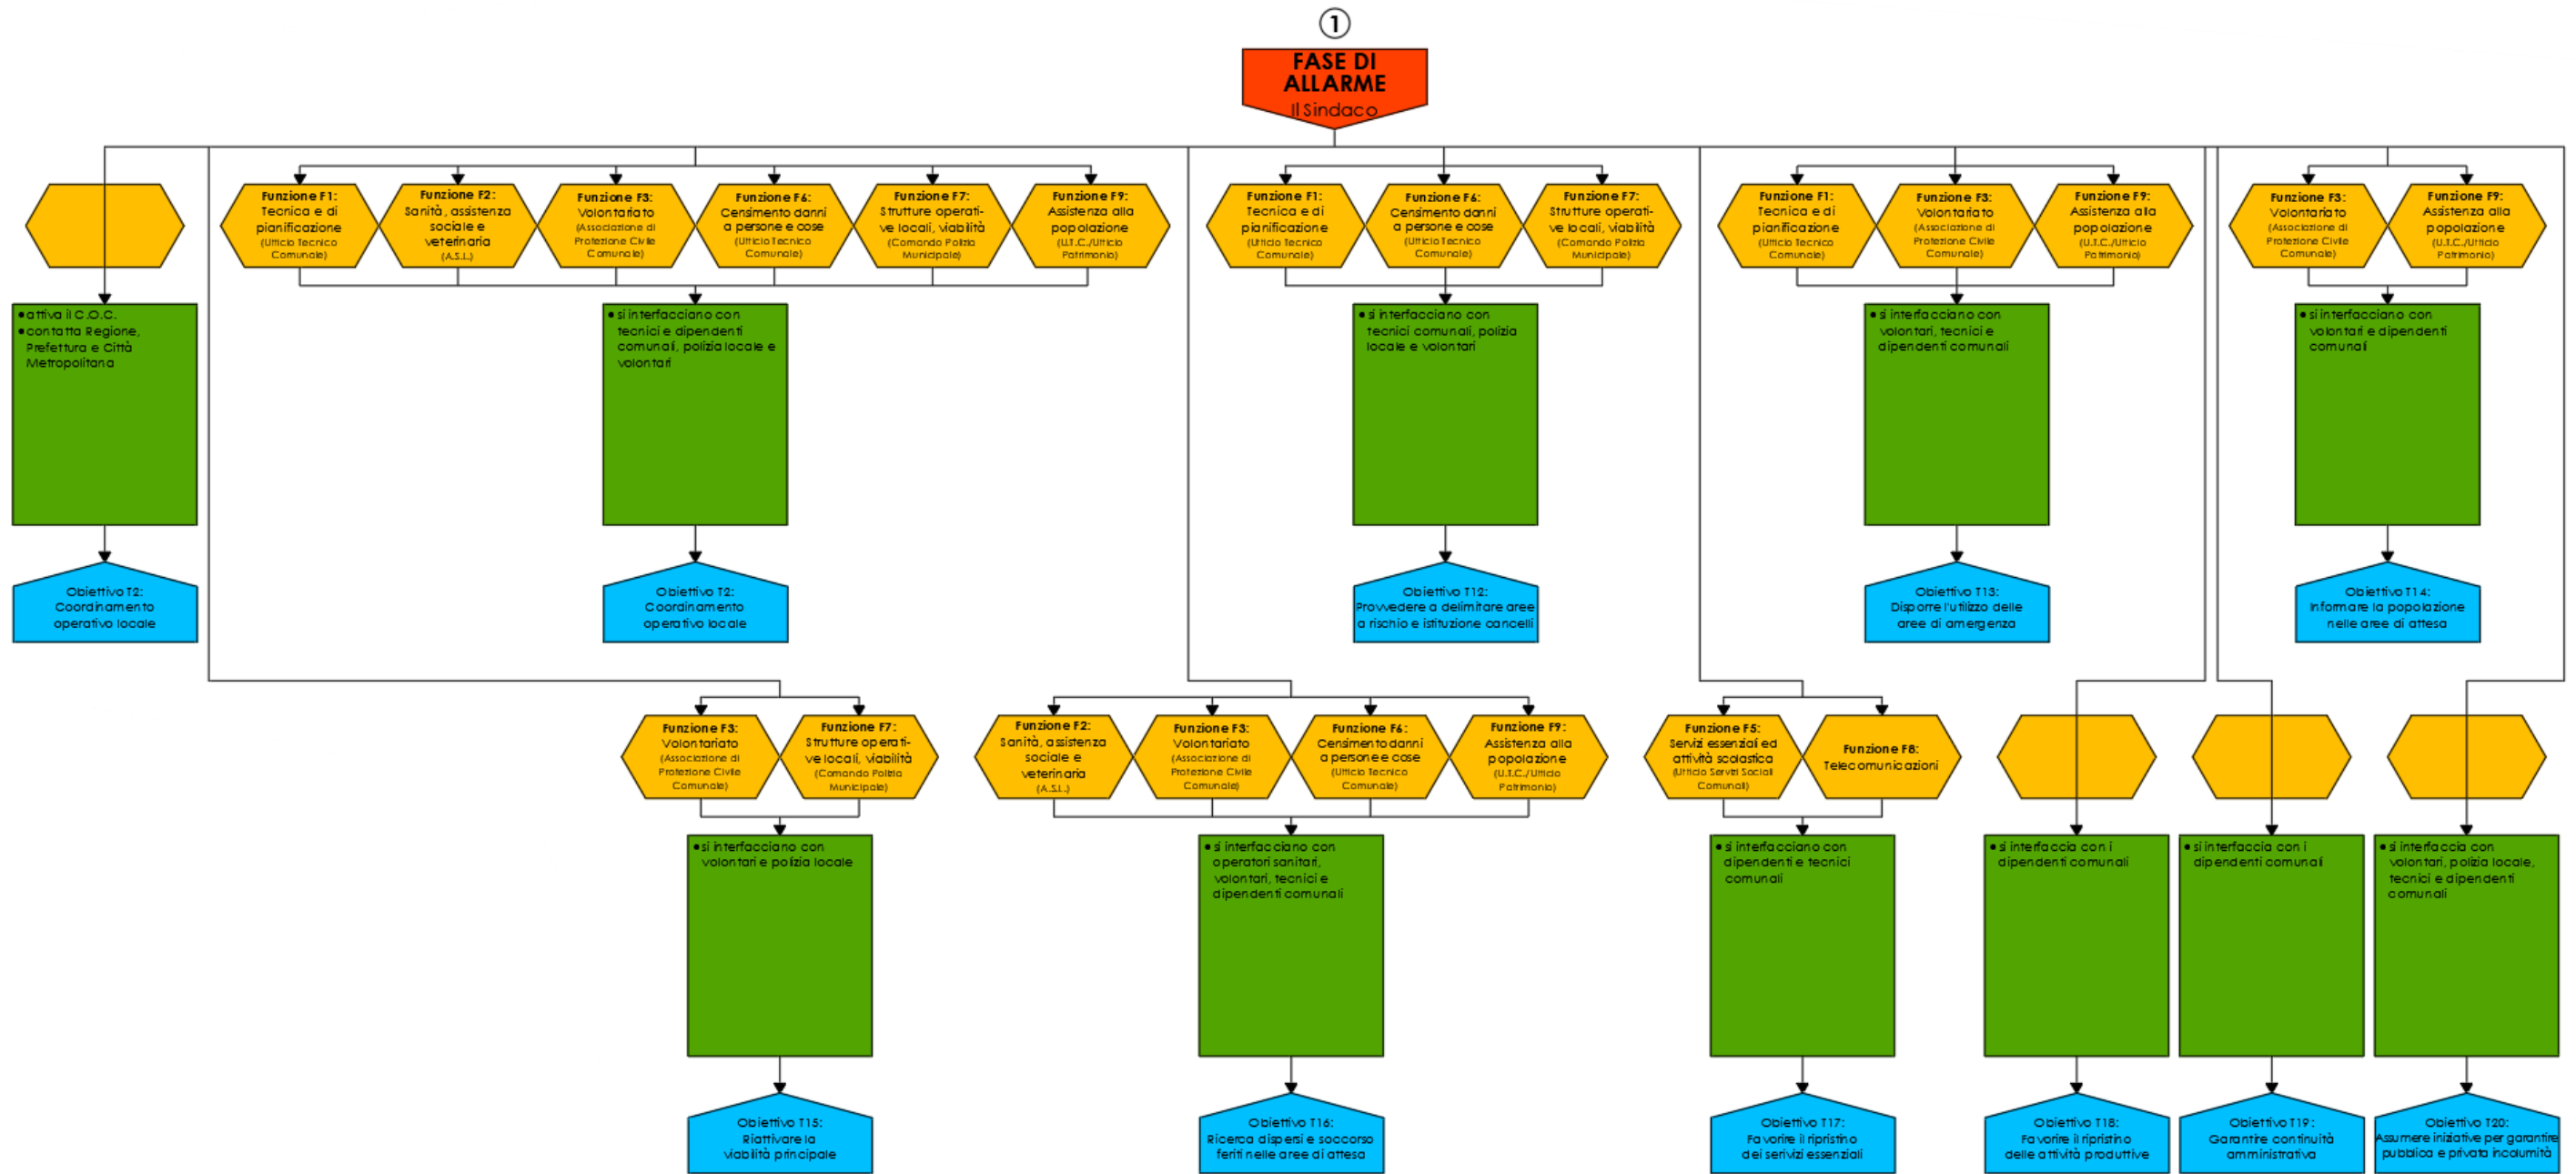 1
FASE DI
ALLARME
Il Sindaco
Funzione F1:
Tecnica e di
pianificazione
(Ufficio Tecnico
Comunale)
Funzione F2:
Sanità, assistenza
sociale e
veterinaria
(A.S.L.)
Funzione F3:
Volontariato
(Associazione di
Protezione Civile
Comunale)
Funzione F6:
Censimento danni
a persone e cose
(Ufficio Tecnico
Comunale)
Funzione F7:
Strutture operati-
ve locali, viabilità
(Comando Polizia
Municipale)
Funzione F9:
Assistenza alla
popolazione
(U.T.C./Ufficio
Patrimonio)
Funzione F1:
Tecnica e di
pianificazione
(Ufficio Tecnico
Comunale)
Funzione F6:
Censimento danni
a persone e cose
(Ufficio Tecnico
Comunale)
Funzione F7:
Strutture operati-
ve locali, viabilità
(Comando Polizia
Municipale)
Funzione F1:
Tecnica e di
pianificazione
(Ufficio Tecnico
Comunale)
Funzione F3:
Volontariato
(Associazione di
Protezione Civile
Comunale)
Funzione F9:
Assistenza alla
popolazione
(U.T.C./Ufficio
Patrimonio)
Funzione F3:
Volontariato
(Associazione di
Protezione Civile
Comunale)
Funzione F9:
Assistenza alla
popolazione
(U.T.C./Ufficio
Patrimonio)
• attiva il C.O.C.
• contatta Regione,
Prefettura e Città
Metropolitana
• si interfacciano con
tecnici e dipendenti
comunali, polizia locale e
volontari
• si interfacciano con
tecnici comunali, polizia
locale e volontari
• si interfacciano con
volontari, tecnici e
dipendenti comunali
• si interfacciano con
volontari e dipendenti
comunali
Obiettivo T2:
Coordinamento
operativo locale
Obiettivo T2:
Coordinamento
operativo locale
Obiettivo T12:
Provvedere a delimitare aree
a rischio e istituzione cancelli
Obiettivo T13:
Disporre l'utilizzo delle
aree di amergenza
Obiettivo T14:
Informare la popolazione
nelle aree di attesa
Funzione F3:
Volontariato
(Associazione di
Protezione Civile
Comunale)
Funzione F7:
Strutture operati-
ve locali, viabilità
(Comando Polizia
Municipale)
Funzione F2:
Sanità, assistenza
sociale e
veterinaria
(A.S.L.)
Funzione F3:
Volontariato
(Associazione di
Protezione Civile
Comunale)
Funzione F6:
Censimento danni
a persone e cose
(Ufficio Tecnico
Comunale)
Funzione F9:
Assistenza alla
popolazione
(U.T.C./Ufficio
Patrimonio)
Funzione F5:
Servizi essenziali ed
attività scolastica
(Ufficio Servizi Sociali
Comunali)
Funzione F8:
Telecomunicazioni
• si interfacciano con
volontari e polizia locale
• si interfacciano con
operatori sanitari,
volontari, tecnici e
dipendenti comunali
• si interfacciano con
dipendenti e tecnici
comunali
• si interfaccia con i
dipendenti comunali
• si interfaccia con i
dipendenti comunali
• si interfaccia con
volontari, polizia locale,
tecnici e dipendenti
comunali
Obiettivo T15:
Riattivare la
viabilità principale
Obiettivo T16:
Ricerca dispersi e soccorso
feriti nelle aree di attesa
Obiettivo T17:
Favorire il ripristino
dei serivizi essenziali
Obiettivo T18:
Favorire il ripristino
delle attività produttive
Obiettivo T19:
Garantire continuità
amministrativa
Obiettivo T20:
Assumere iniziative per garantire
pubblica e privata incolumità